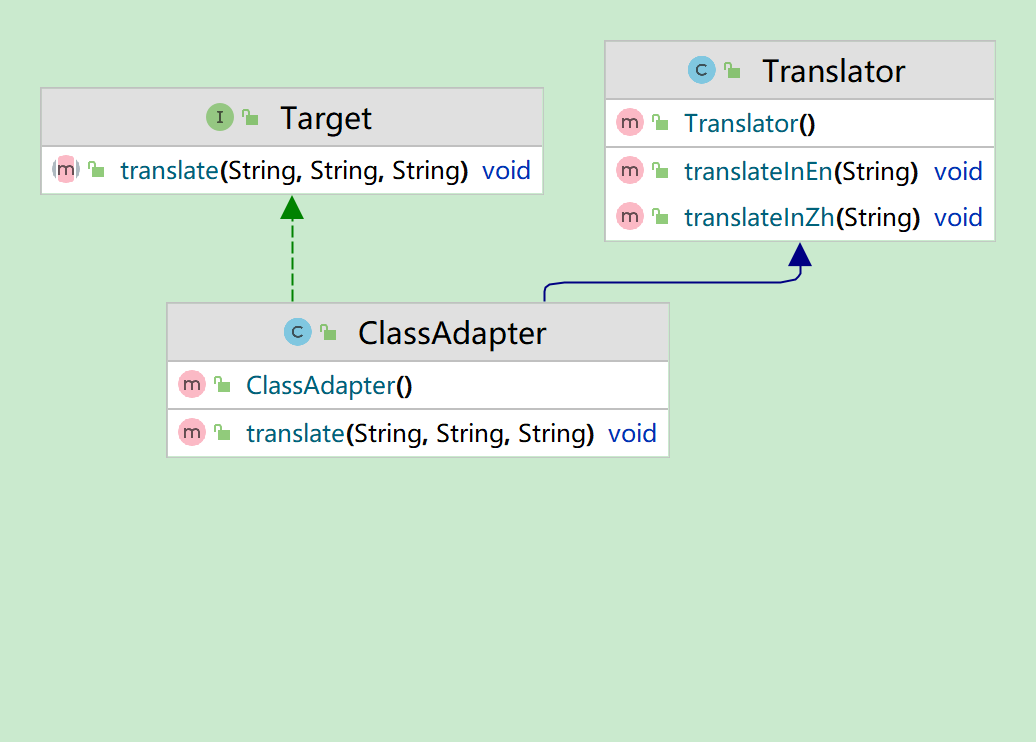 I Target
m translate(String, String, String) void
C Translator
m Translator()
m translateInEn(String) void
m translateInZh(String) void
C ClassAdapter
m ClassAdapter()
m translate(String, String, String) void